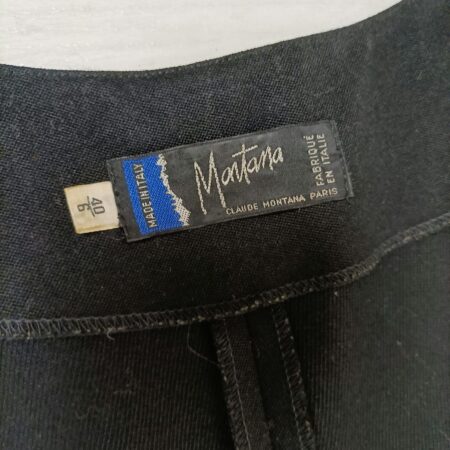 MADE IN ITALY
Montana
CLAUDE MONTANA PARIS
FABRIQUÉ
EN ITALIE
40
6